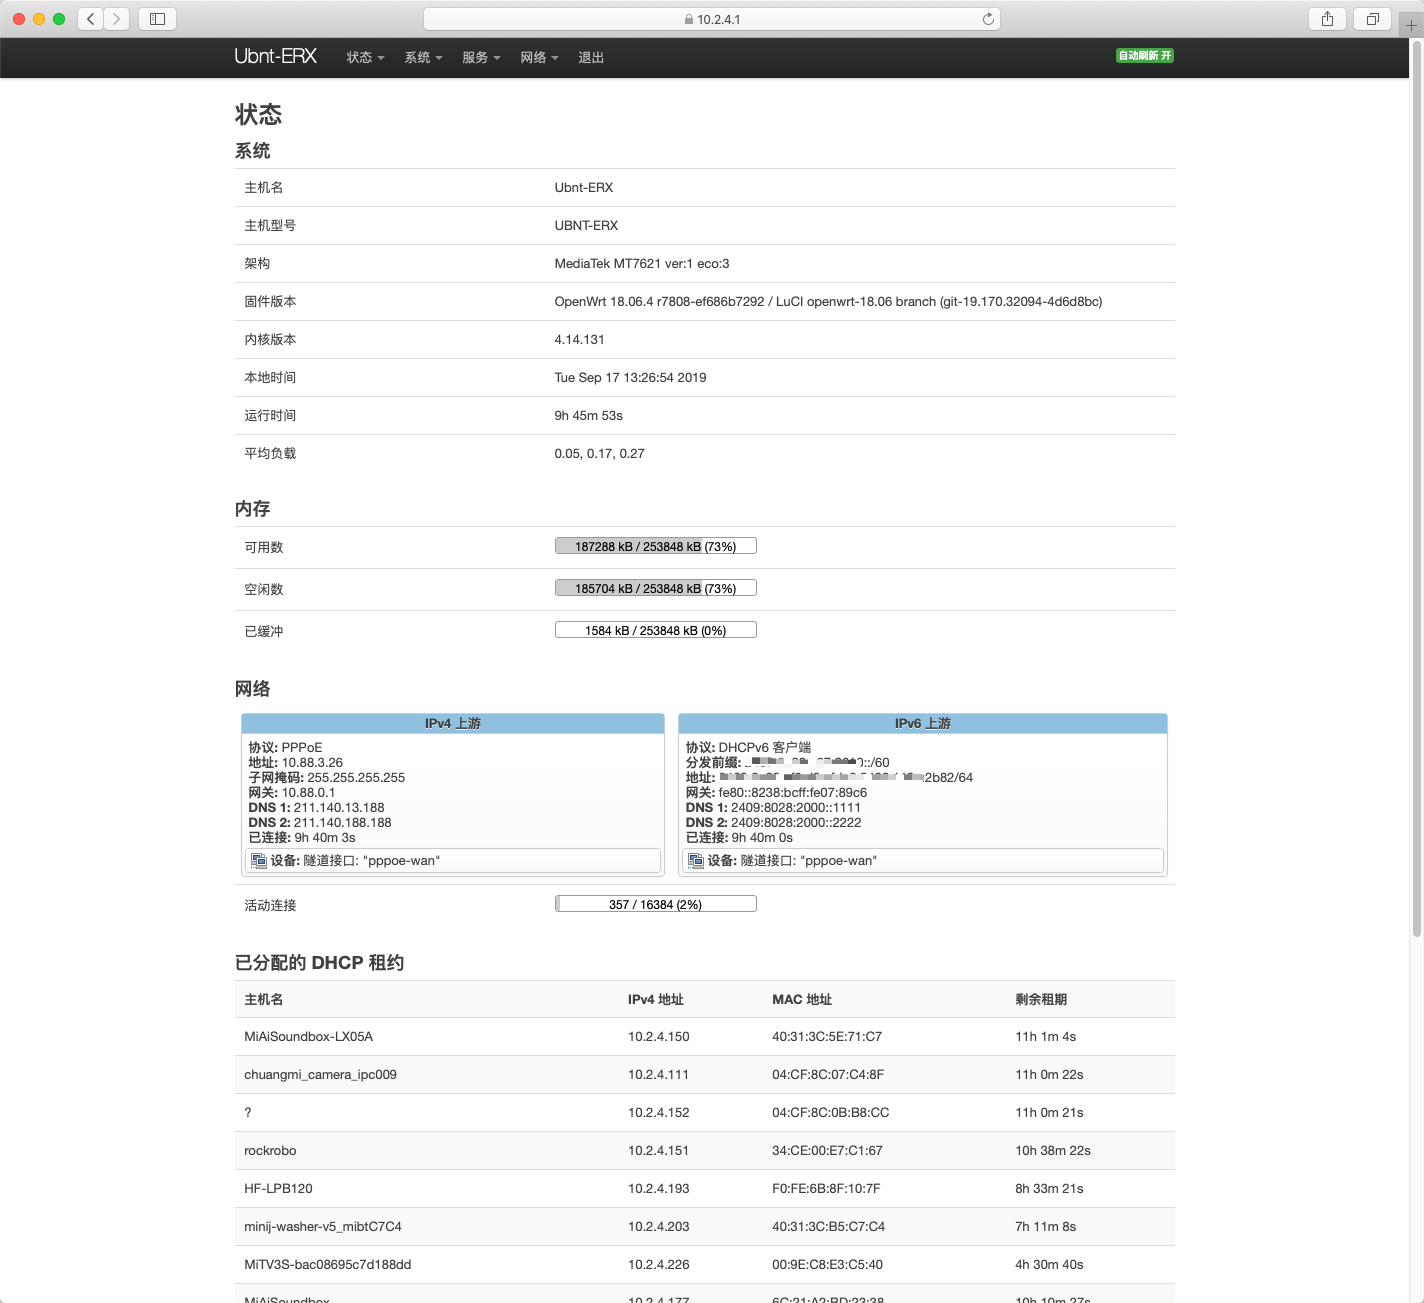 10.2.4.1
Ubnt-ERX 状态 系统 服务 网络 退出 自动刷新 开
状态
系统
主机名 Ubnt-ERX
主机型号 UBNT-ERX
架构 MediaTek MT7621 ver:1 eco:3
固件版本 OpenWrt 18.06.4 r7808-ef686b7292 / LuCI openwrt-18.06 branch (git-19.170.32094-4d6d8bc)
内核版本 4.14.131
本地时间 Tue Sep 17 13:26:54 2019
运行时间 9h 45m 53s
平均负载 0.05, 0.17, 0.27
内存
可用数 187288 kB / 253848 kB (73%)
空闲数 185704 kB / 253848 kB (73%)
已缓冲 1584 kB / 253848 kB (0%)
网络
IPv4 上游
协议: PPPoE
地址: 10.88.3.26
子网掩码: 255.255.255.255
网关: 10.88.0.1
DNS 1: 211.140.13.188
DNS 2: 211.140.188.188
已连接: 9h 40m 3s
设备: 隧道接口: "pppoe-wan"
IPv6 上游
协议: DHCPv6 客户端
分发前缀: ::/60
地址: :2b82/64
网关: fe80::8238:bcff:fe07:89c6
DNS 1: 2409:8028:2000::1111
DNS 2: 2409:8028:2000::2222
已连接: 9h 40m 0s
设备: 隧道接口: "pppoe-wan"
活动连接 357 / 16384 (2%)
已分配的 DHCP 租约
主机名 IPv4 地址 MAC 地址 剩余租期
MiAiSoundbox-LX05A 10.2.4.150 40:31:3C:5E:71:C7 11h 1m 4s
chuangmi_camera_ipc009 10.2.4.111 04:CF:8C:07:C4:8F 11h 0m 22s
? 10.2.4.152 04:CF:8C:0B:B8:CC 11h 0m 21s
rockrobo 10.2.4.151 34:CE:00:E7:C1:67 10h 38m 22s
HF-LPB120 10.2.4.193 F0:FE:6B:8F:10:7F 8h 33m 21s
minij-washer-v5_mibtC7C4 10.2.4.203 40:31:3C:B5:C7:C4 7h 11m 8s
MiTV3S-bac08695c7d188dd 10.2.4.226 00:9E:C8:E3:C5:40 4h 30m 40s
MiAiSoundbox 10.2.4.177 6C:21:A2:BD:23:38 10h 10m 27s